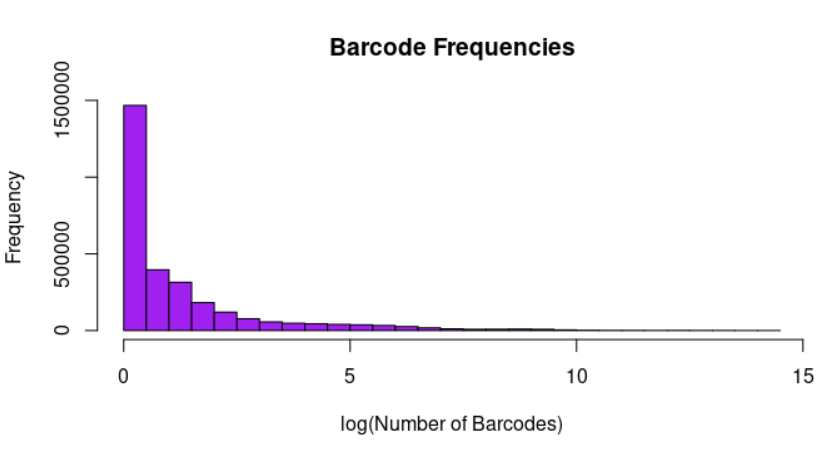 Barcode Frequencies
Frequency
1500000
500000
0
0 5 10 15
log(Number of Barcodes)